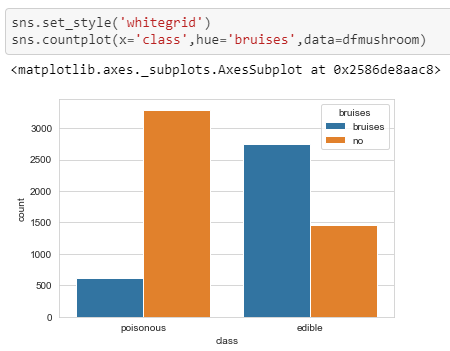 sns.set_style('whitegrid')
sns.countplot(x='class',hue='bruises',data=dfmushroom)
<matplotlib.axes._subplots.AxesSubplot at 0x2586de8aac8>
bruises
bruises
no
3000
2500
2000
1500
1000
500
0
count
poisonous edible
class